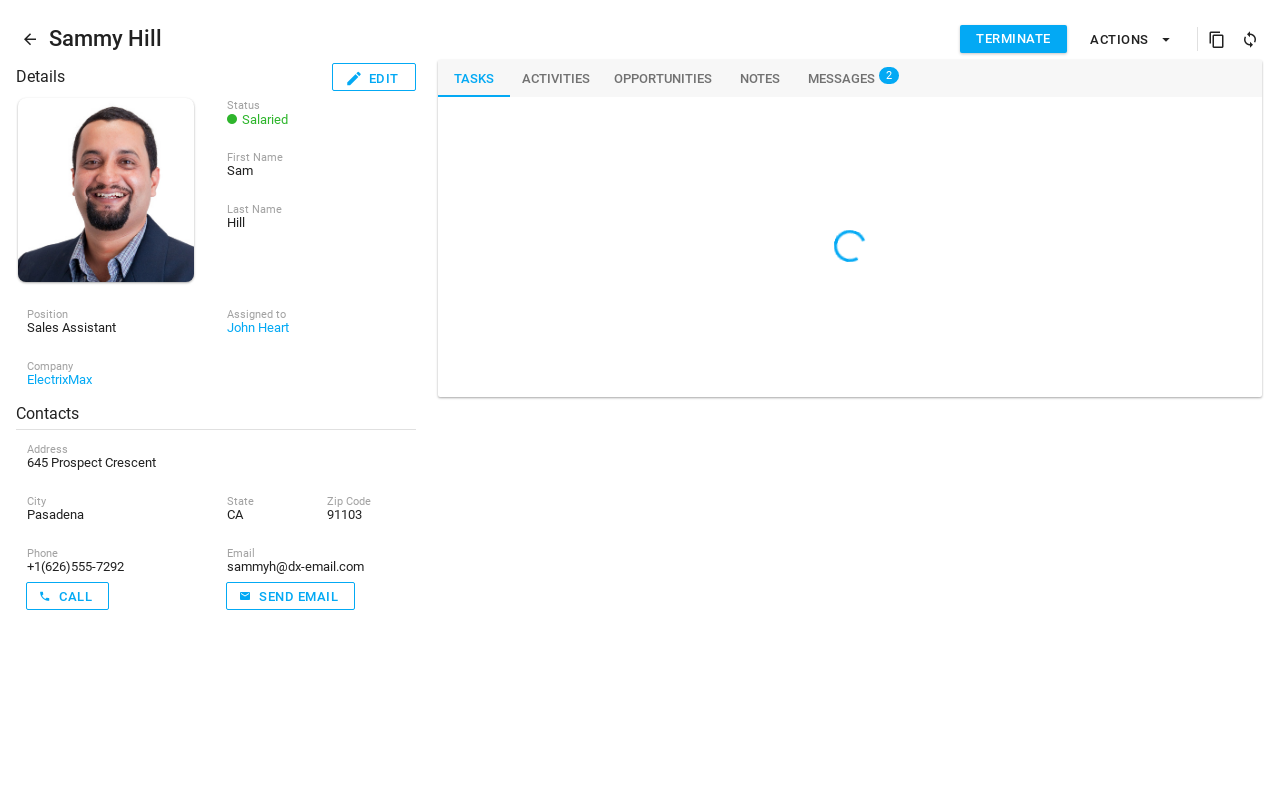 Sammy Hill
TERMINATE
ACTIONS
Details
EDIT
TASKS
ACTIVITIES
OPPORTUNITIES
NOTES
MESSAGES
2
Status
Salaried
First Name
Sam
Last Name
Hill
Position
Sales Assistant
Assigned to
John Heart
Company
ElectrixMax
Contacts
Address
645 Prospect Crescent
City
Pasadena
State
CA
Zip Code
91103
Phone
+1(626)555-7292
Email
sammyh@dx-email.com
CALL
SEND EMAIL